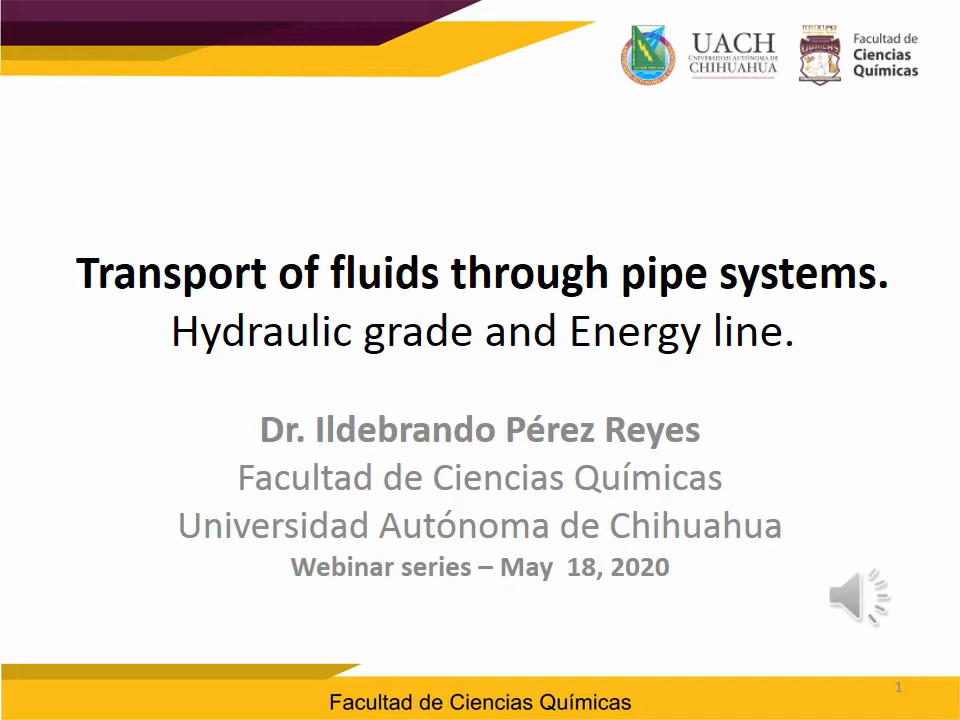 UACH
UNIVERSIDAD AUTÓNOMA DE
CHIHUAHUA
Facultad de
Ciencias
Químicas
Transport of fluids through pipe systems.
Hydraulic grade and Energy line.
Dr. Ildebrando Pérez Reyes
Facultad de Ciencias Químicas
Universidad Autónoma de Chihuahua
Webinar series – May 18, 2020
1
Facultad de Ciencias Químicas